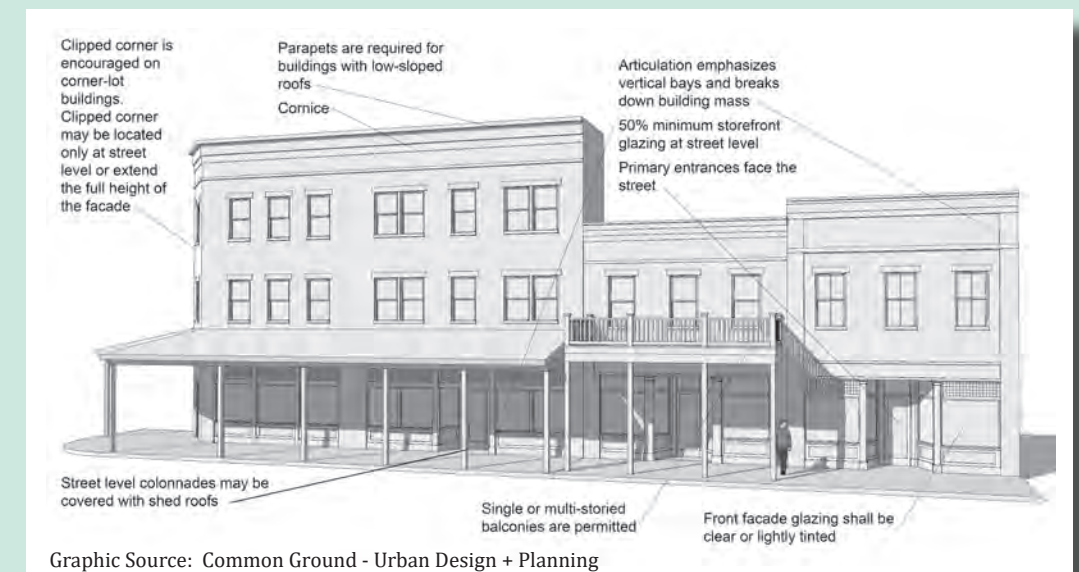 Clipped corner is
encouraged on
corner-lot
buildings.
Clipped corner
may be located
only at street
level or extend
the full height of
the facade
Parapets are required for
buildings with low-sloped
roofs
Cornice
Articulation emphasizes
vertical bays and breaks
down building mass
50% minimum storefront
glazing at street level
Primary entrances face the
street
Street level colonnades may be
covered with shed roofs
Single or multi-storied
balconies are permitted
Front facade glazing shall be
clear or lightly tinted
Graphic Source: Common Ground - Urban Design + Planning